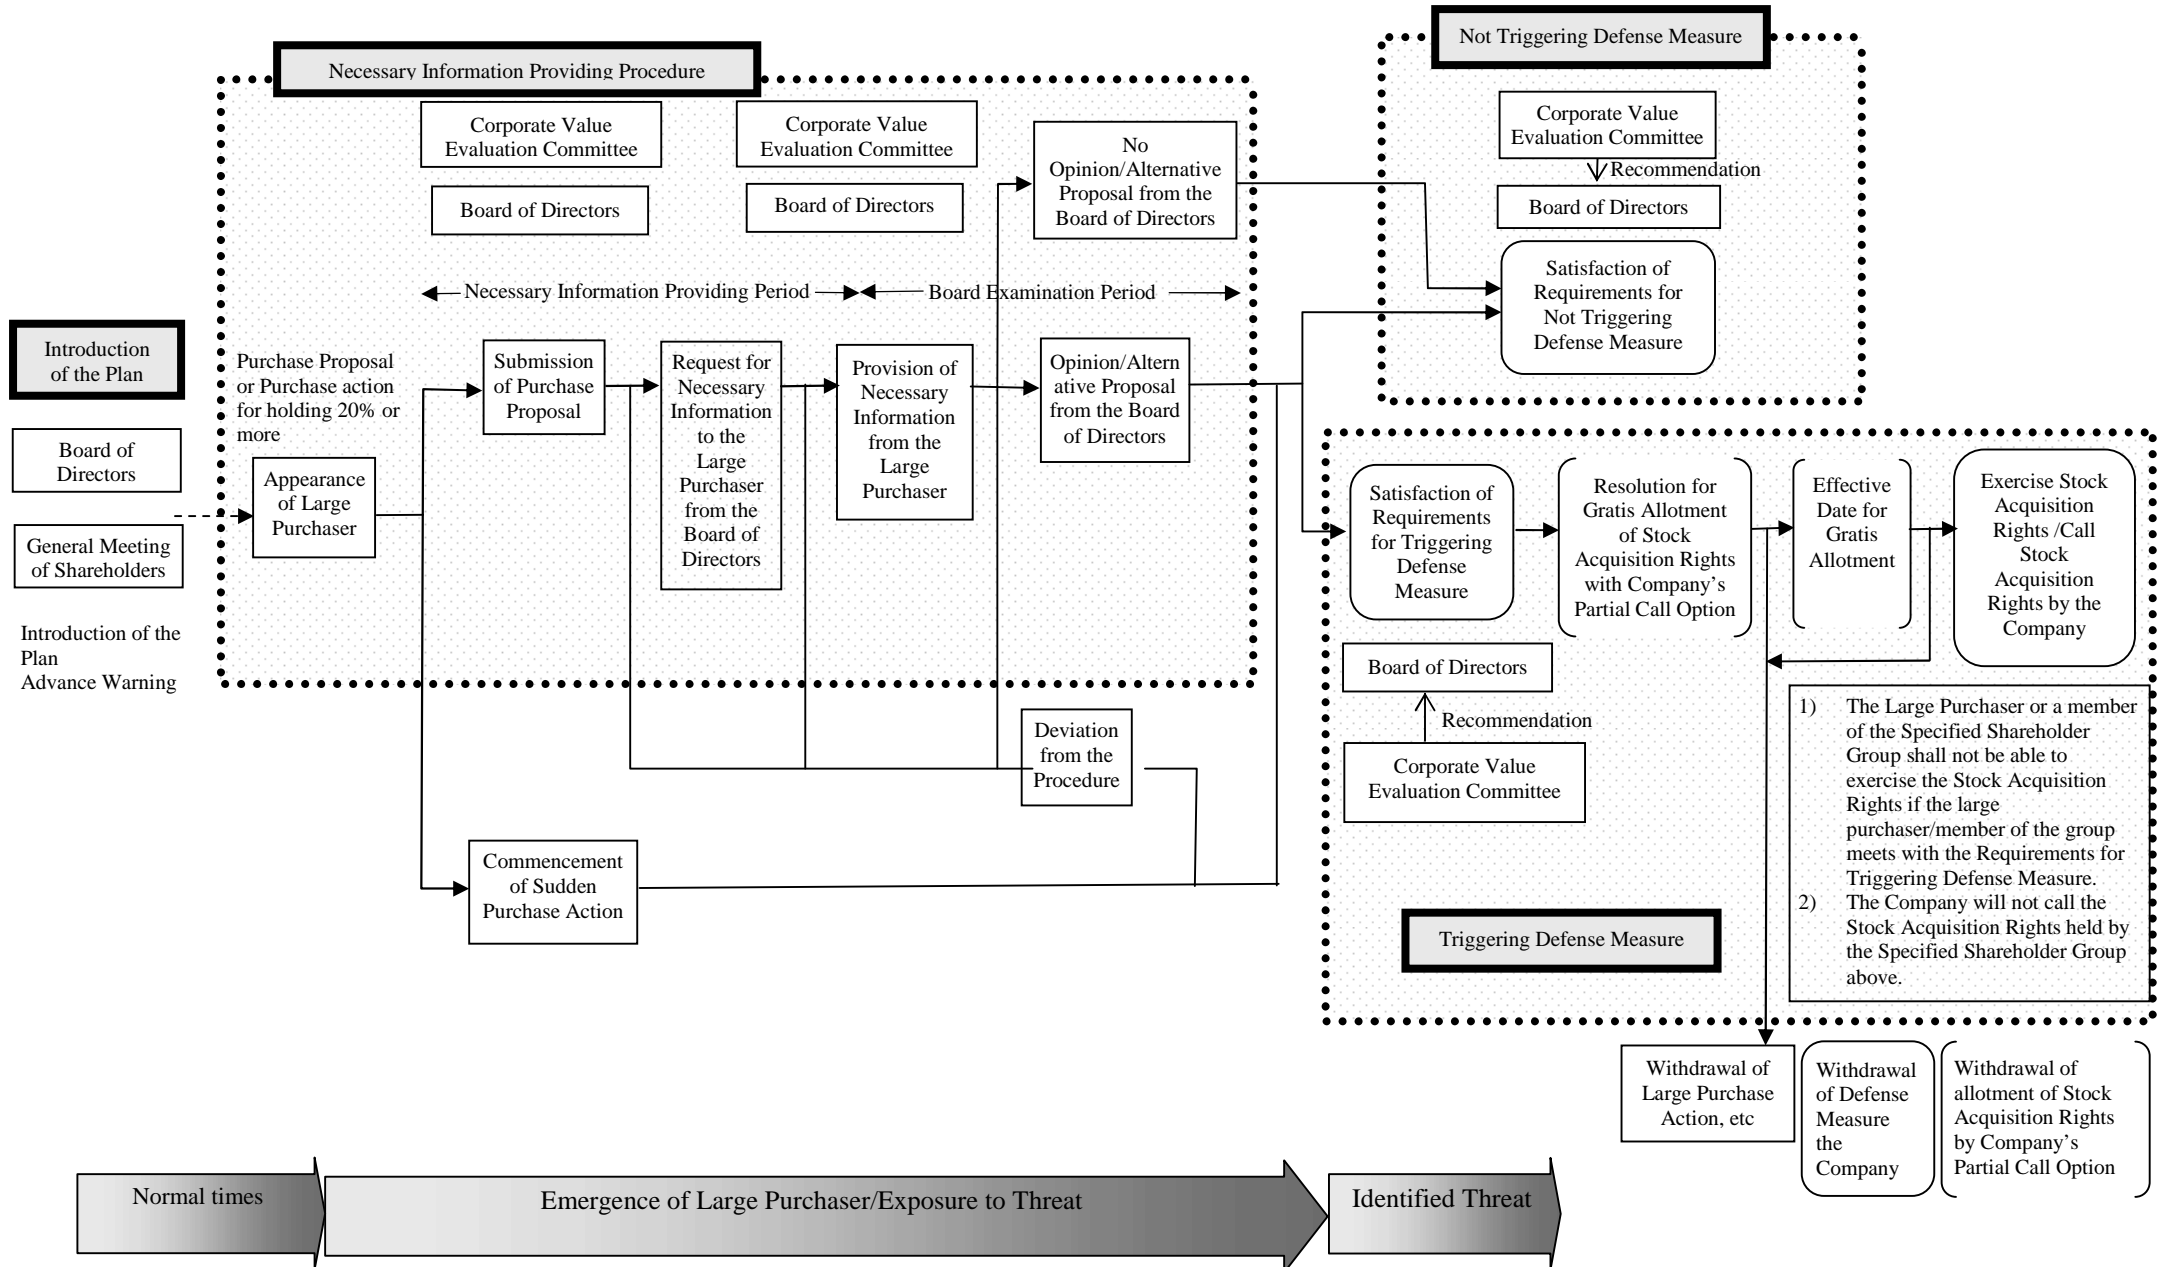 Not Triggering Defense Measure
Necessary Information Providing Procedure
Corporate Value
Evaluation Committee
Board of Directors
Corporate Value
Evaluation Committee
Board of Directors
No
Opinion/Alternative
Proposal from the
Board of Directors
Corporate Value
Evaluation Committee
Recommendation
Board of Directors
Satisfaction of
Requirements for
Not Triggering
Defense Measure
Necessary Information Providing Period
Board Examination Period
Introduction
of the Plan
Board of
Directors
General Meeting
of Shareholders
Introduction of the
Plan
Advance Warning
Purchase Proposal
or Purchase action
for holding 20% or
more
Appearance
of Large
Purchaser
Submission
of Purchase
Proposal
Request for
Necessary
Information
to the
Large
Purchaser
from the
Board of
Directors
Provision of
Necessary
Information
from the
Large
Purchaser
Opinion/Altern
ative Proposal
from the Board
of Directors
Deviation
from the
Procedure
Commencement
of Sudden
Purchase Action
Satisfaction of
Requirements
for Triggering
Defense
Measure
Resolution for
Gratis Allotment
of Stock
Acquisition Rights
with Company's
Partial Call Option
Effective
Date for
Gratis
Allotment
Exercise Stock
Acquisition
Rights /Call
Stock
Acquisition
Rights by the
Company
Board of Directors
Recommendation
Corporate Value
Evaluation Committee
Triggering Defense Measure
1) The Large Purchaser or a member
of the Specified Shareholder
Group shall not be able to
exercise the Stock Acquisition
Rights if the large
purchaser/member of the group
meets with the Requirements for
Triggering Defense Measure.
2) The Company will not call the
Stock Acquisition Rights held by
the Specified Shareholder Group
above.
Withdrawal of
Large Purchase
Action, etc
Withdrawal
of Defense
Measure
the
Company
Withdrawal of
allotment of Stock
Acquisition Rights
by Company's
Partial Call Option
Normal times
Emergence of Large Purchaser/Exposure to Threat
Identified Threat